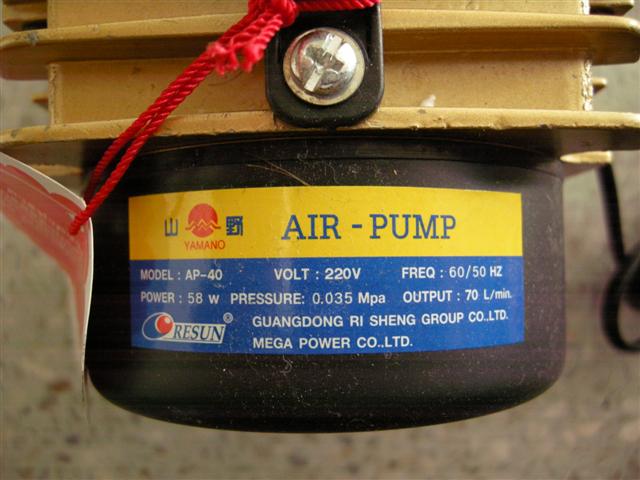 山 野
YAMANO
AIR - PUMP
MODEL : AP-40 VOLT : 220V FREQ : 60/50 HZ
POWER : 58 W PRESSURE: 0.035 Mpa OUTPUT : 70 L/min.
RESUN ® GUANGDONG RI SHENG GROUP CO.,LTD.
MEGA POWER CO.,LTD.